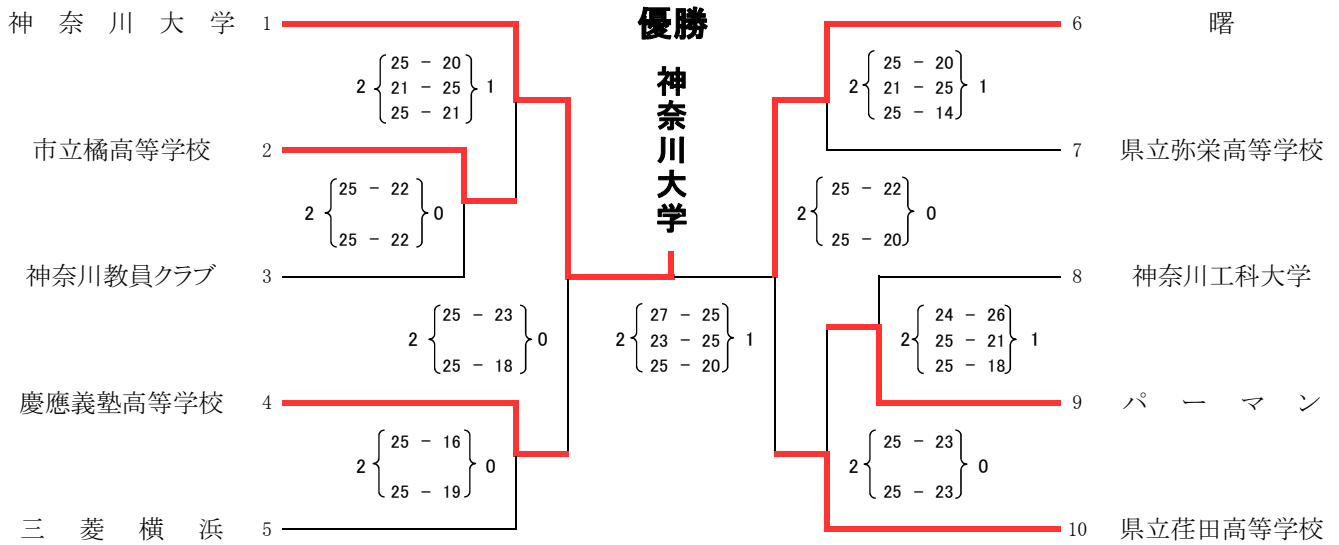 優勝
神奈川大学
神奈川大学 1
2 25 - 20 1
21 - 25
25 - 21
市立橘高等学校 2
2 25 - 22 0
25 - 22
神奈川教員クラブ 3
2 25 - 23 0
25 - 18
慶應義塾高等学校 4
2 25 - 16 0
25 - 19
三菱横浜 5
2 27 - 25 1
23 - 25
25 - 20
6 曙
2 25 - 20 1
21 - 25
25 - 14
7 県立弥栄高等学校
2 25 - 22 0
25 - 20
8 神奈川工科大学
2 24 - 26 1
25 - 21
25 - 18
9 パーマン
2 25 - 23 0
25 - 23
10 県立荏田高等学校